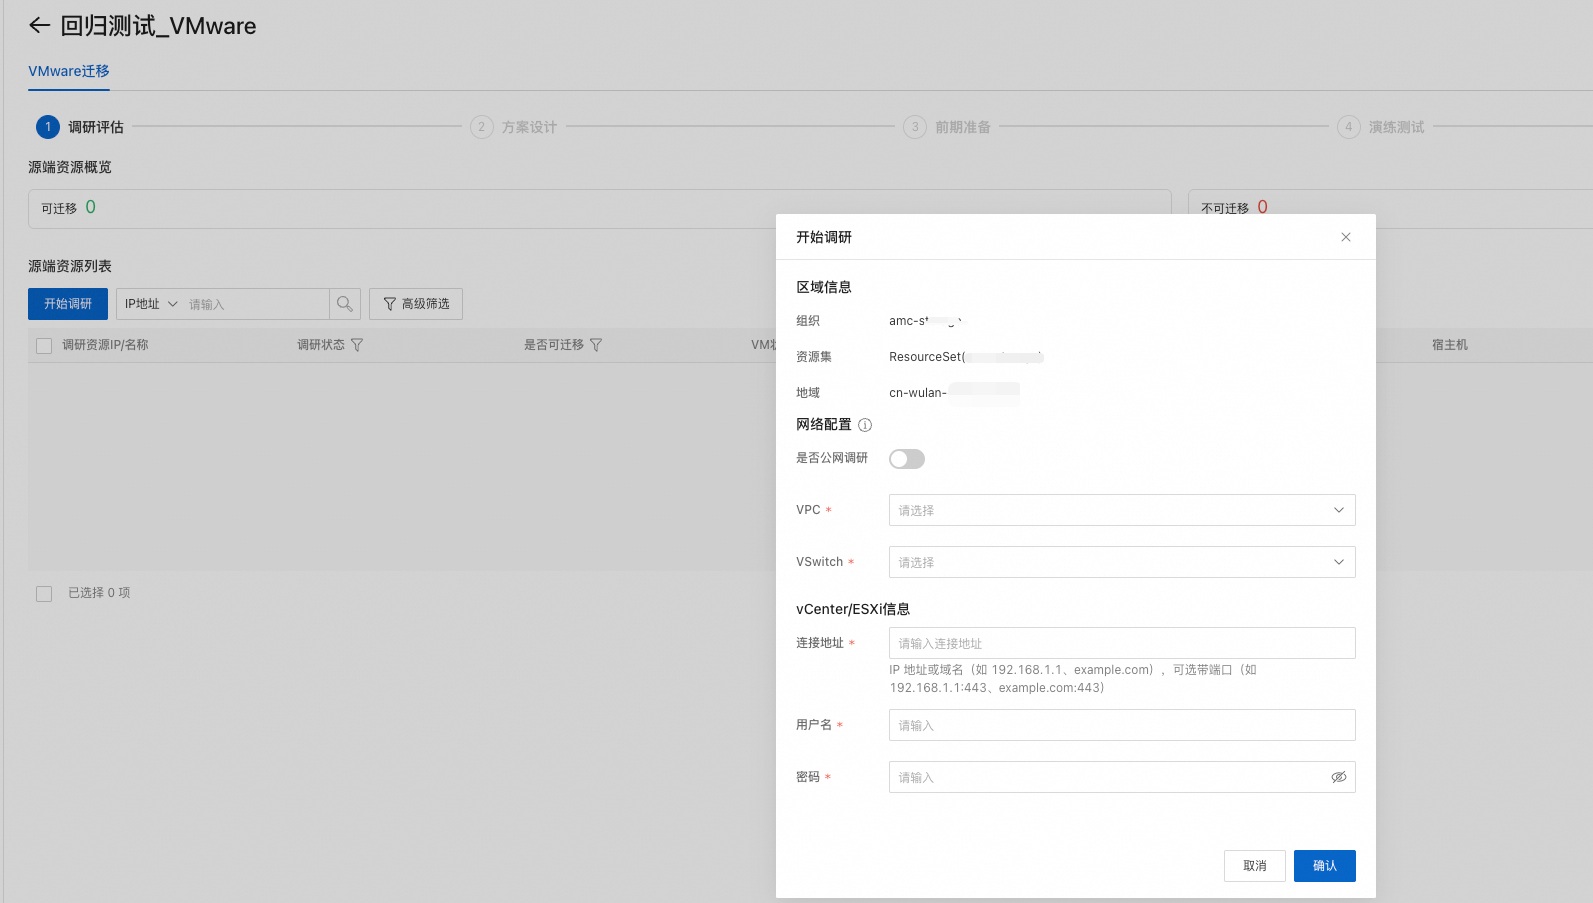 回归测试_VMware
VMware迁移
1 调研评估
2 方案设计
3 前期准备
4 演练测试
源端资源概览
可迁移 0
不可迁移 0
源端资源列表
开始调研
IP地址
请输入
高级筛选
调研资源IP/名称
调研状态
是否可迁移
宿主机
已选择 0 项
开始调研
区域信息
组织
资源集 ResourceSet(
地域 cn-wulan-
网络配置
是否公网调研
VPC * 请选择
VSwitch * 请选择
vCenter/ESXi信息
连接地址 * 请输入连接地址
IP 地址或域名（如 192.168.1.1、example.com），可选带端口（如
192.168.1.1:443、example.com:443）
用户名 * 请输入
密码 * 请输入
取消
确认